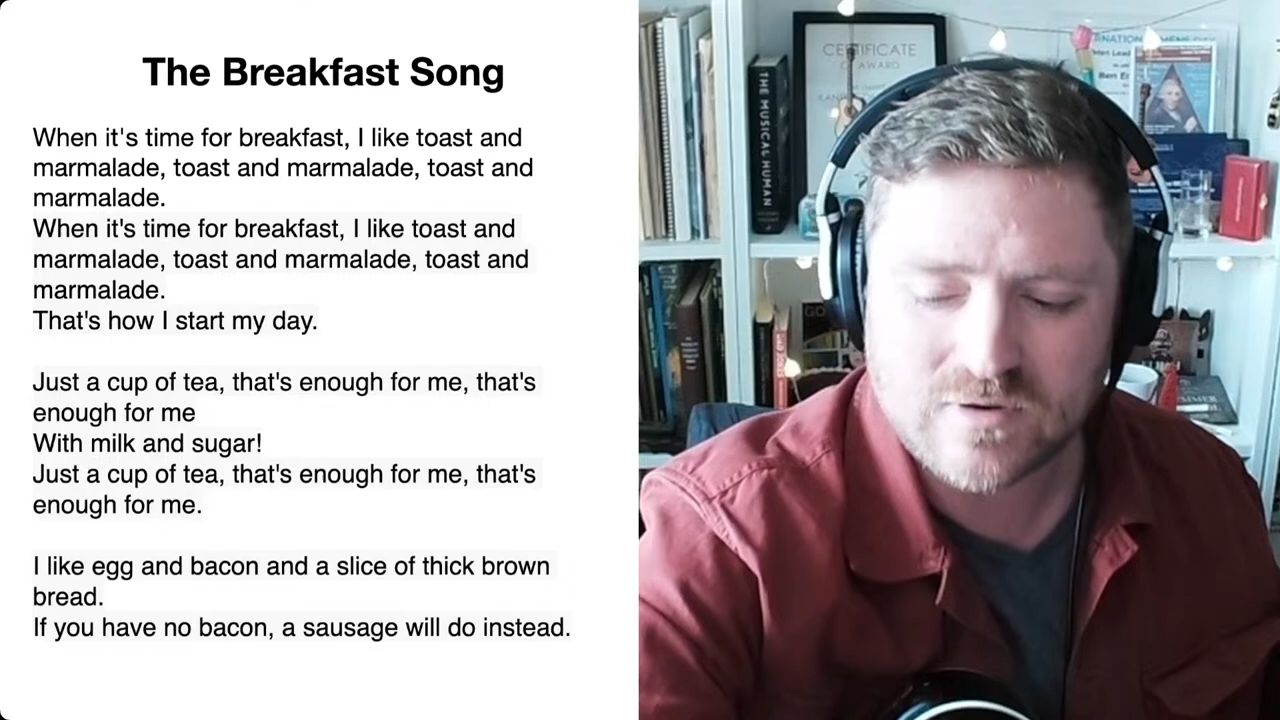 The Breakfast Song
When it's time for breakfast, I like toast and
marmalade, toast and marmalade, toast and
marmalade.
When it's time for breakfast, I like toast and
marmalade, toast and marmalade, toast and
marmalade.
That's how I start my day.
Just a cup of tea, that's enough for me, that's
enough for me
With milk and sugar!
Just a cup of tea, that's enough for me, that's
enough for me.
I like egg and bacon and a slice of thick brown
bread.
If you have no bacon, a sausage will do instead.
CERTIFICATE
OF AWARD
THE MUSICAL HUMAN